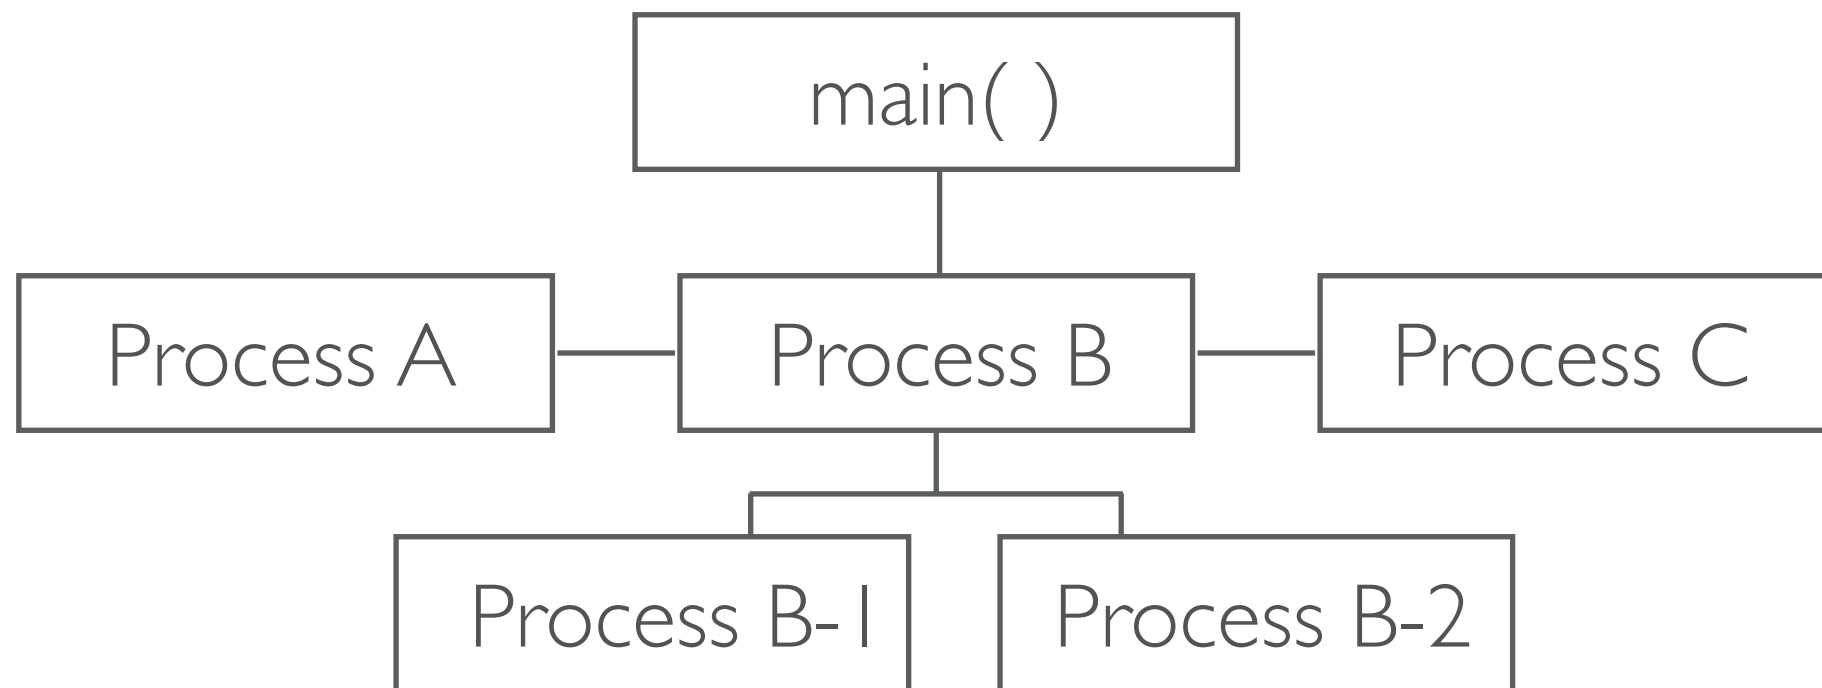 main( )
Process A
Process B
Process C
Process B-1
Process B-2